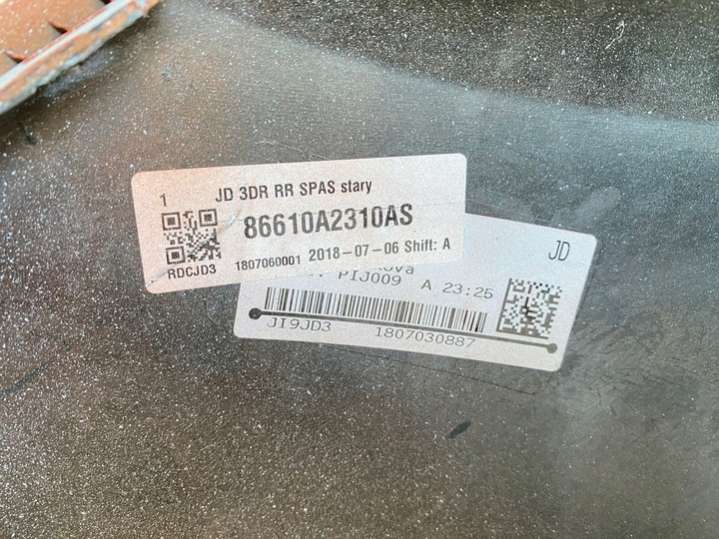 1 JD 3DR RR SPAS stary
86610A2310AS
RDCJD3 1807060001 2018-07-06 Shift: A
JD
PIJ009 A 23:25
JI9JD3 1807030887